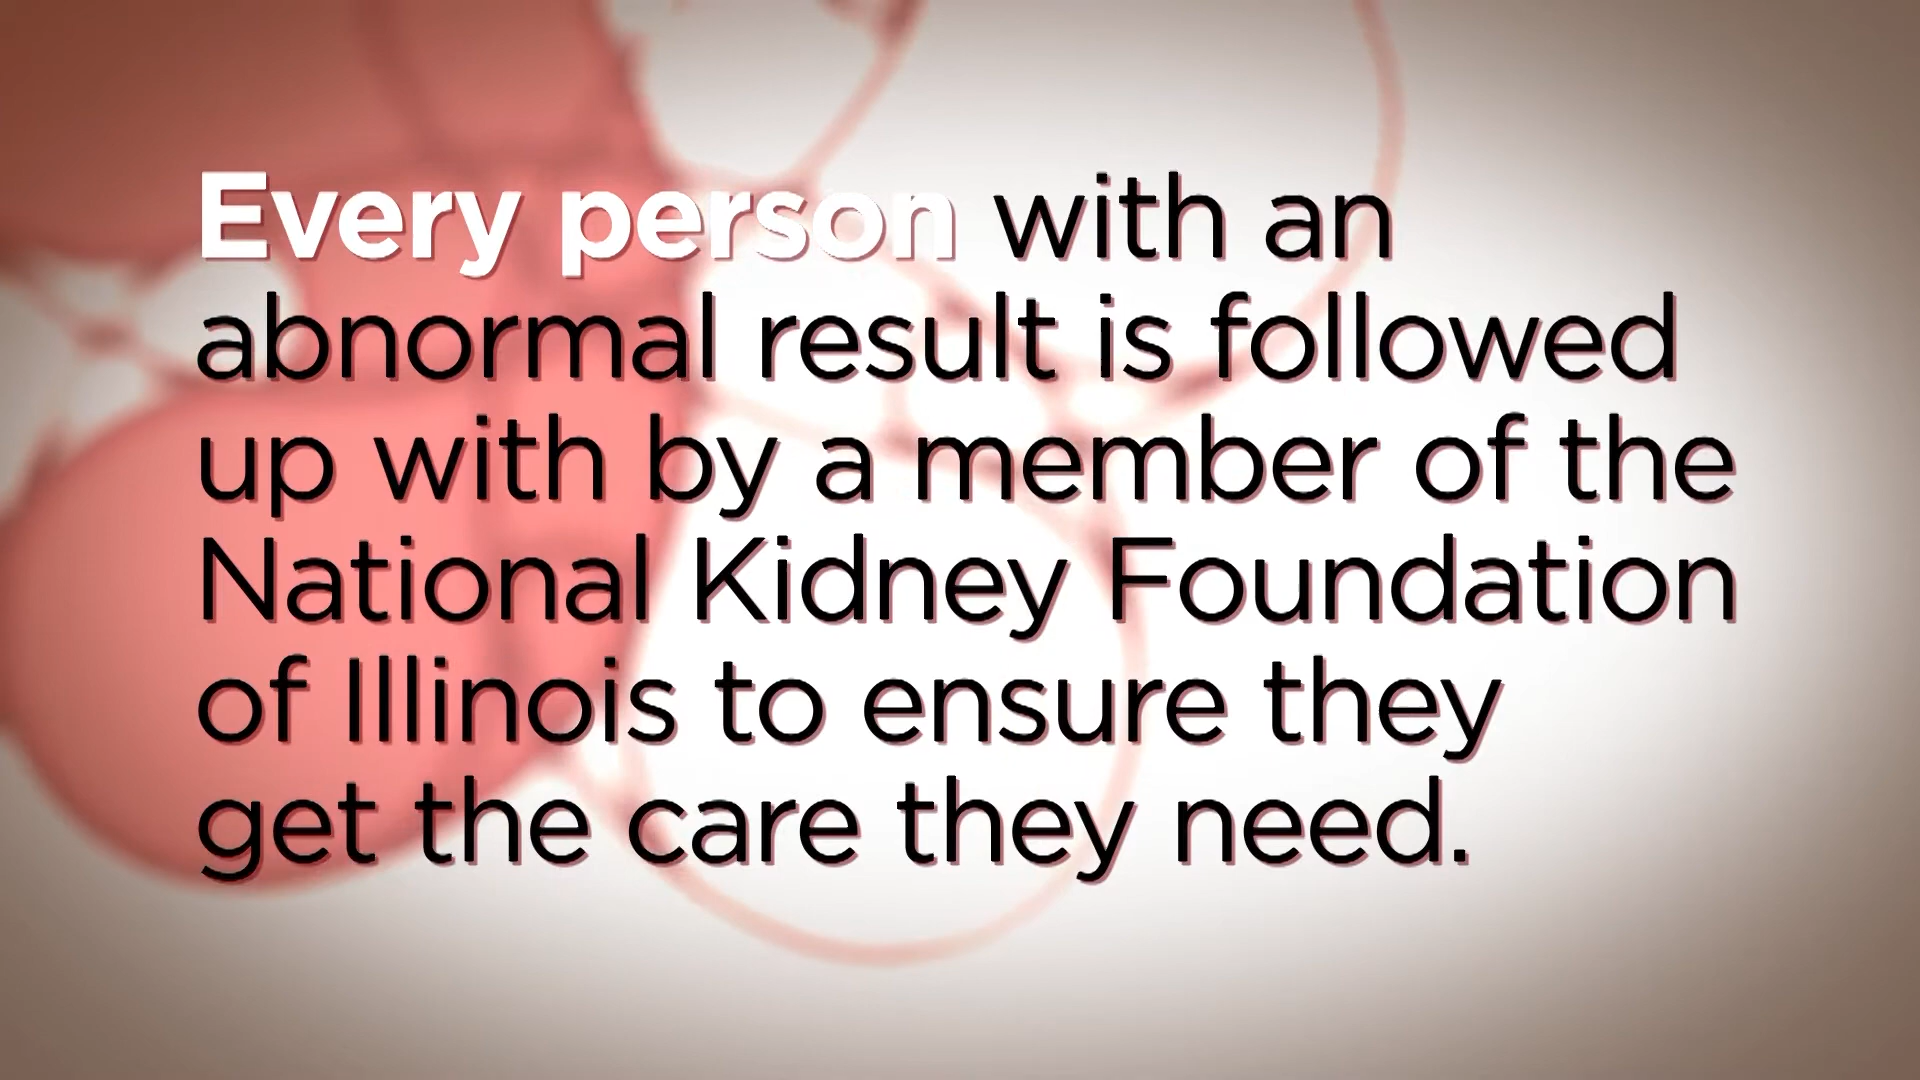 Every person with an
abnormal result is followed
up with by a member of the
National Kidney Foundation
of Illinois to ensure they
get the care they need.